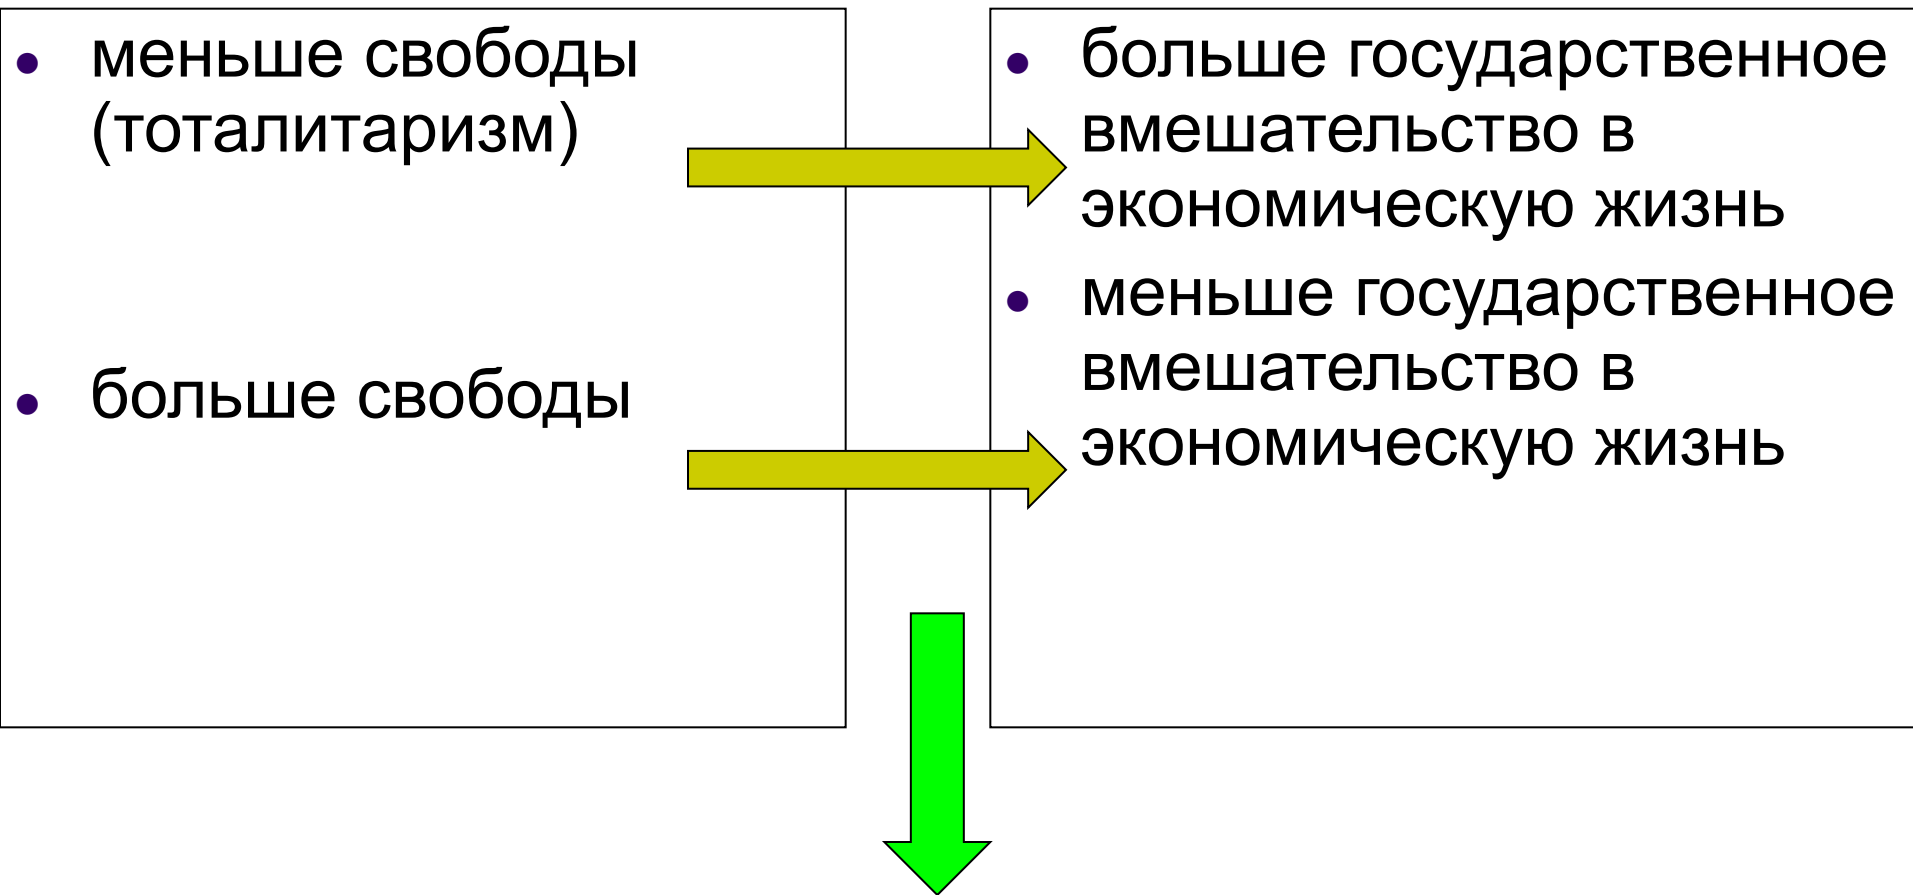 меньше свободы
(тоталитаризм)
больше свободы
больше государственное
вмешательство в
экономическую жизнь
меньше государственное
вмешательство в
экономическую жизнь